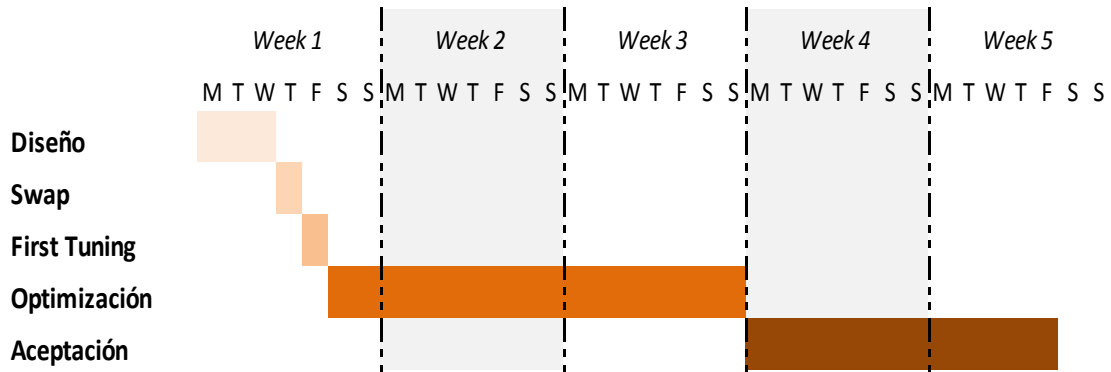 Week 1 Week 2 Week 3 Week 4 Week 5
M T W T F S S M T W T F S S M T W T F S S M T W T F S S M T W T F S S
Diseño
Swap
First Tuning
Optimización
Aceptación